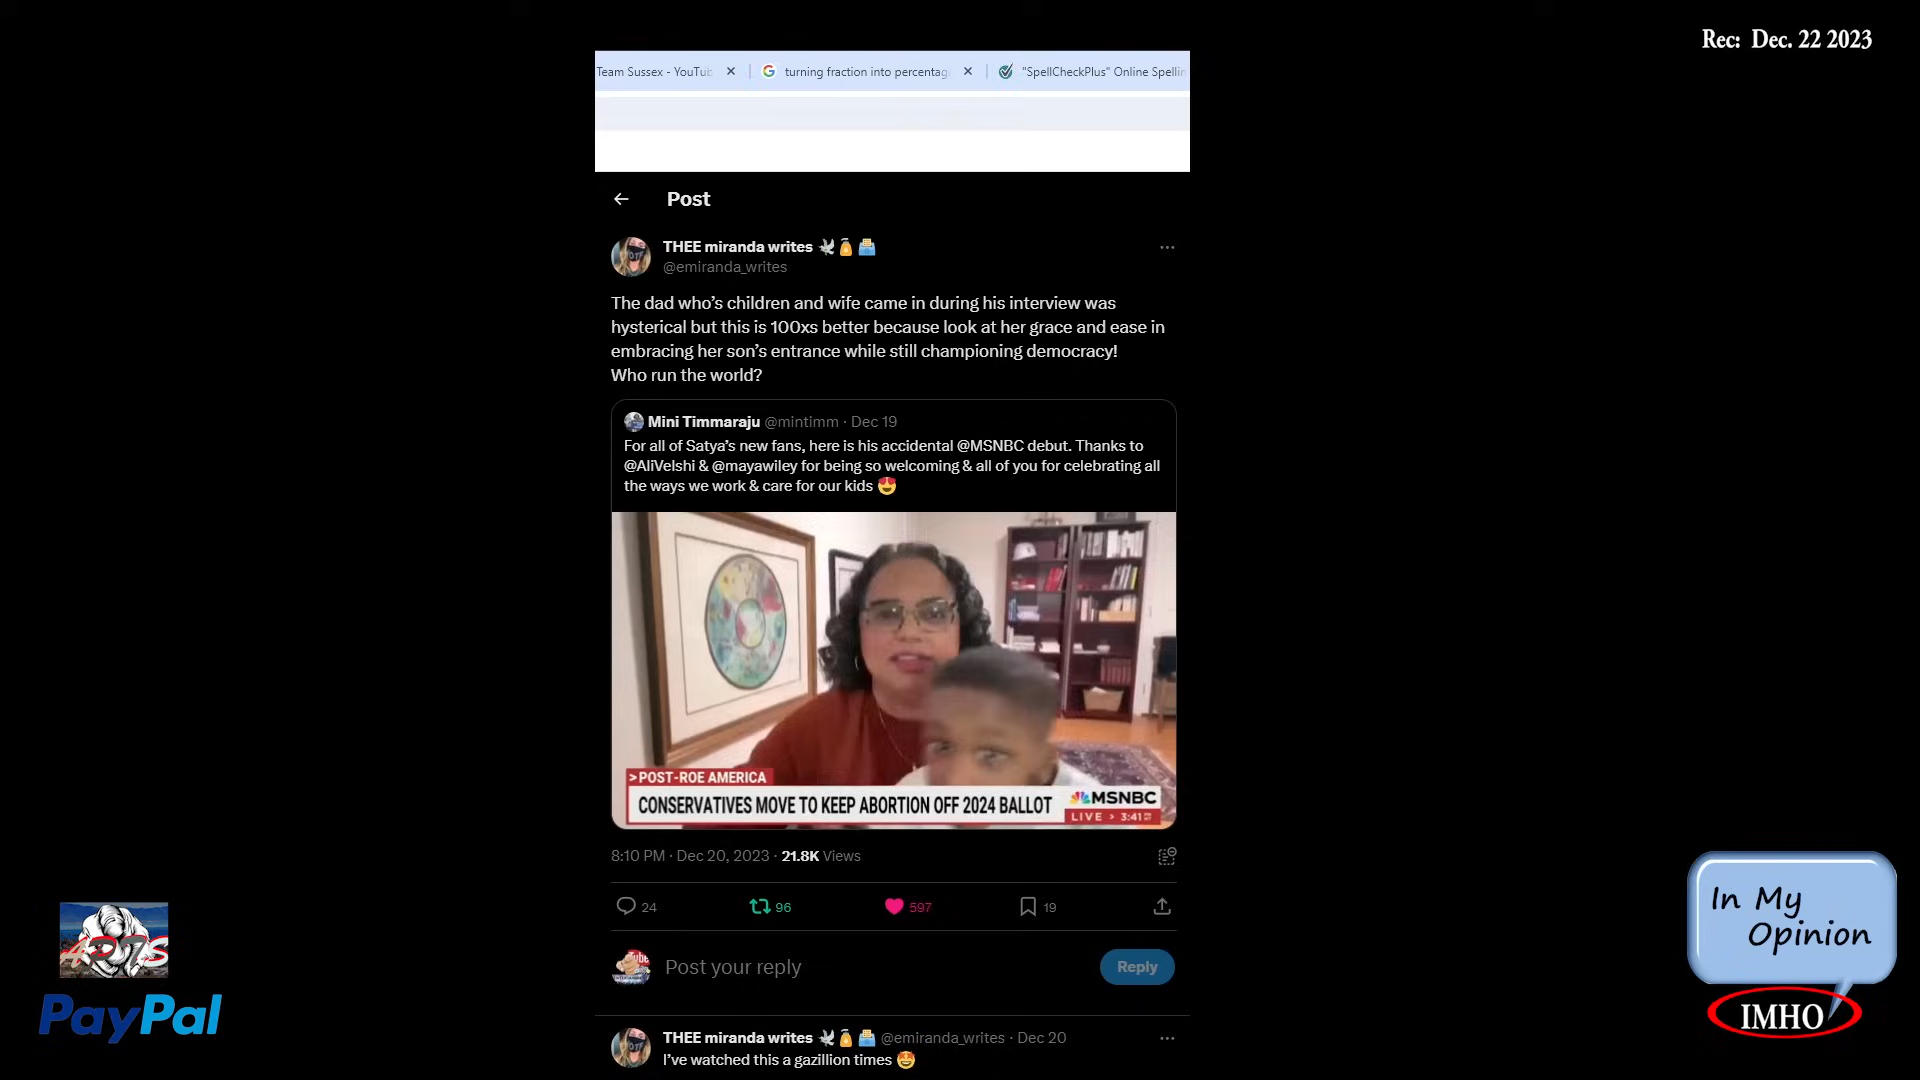 Rec: Dec. 22 2023
Team Sussex - YouTub
turning fraction into percentag
"SpellCheckPlus" Online Spellin
Post
THEE miranda writes
@emiranda_writes
The dad who’s children and wife came in during his interview was
hysterical but this is 100xs better because look at her grace and ease in
embracing her son’s entrance while still championing democracy!
Who run the world?
Mini Timmaraju @mintimm · Dec 19
For all of Satya’s new fans, here is his accidental @MSNBC debut. Thanks to
@AliVelshi & @mayawiley for being so welcoming & all of you for celebrating all
the ways we work & care for our kids 😍
>POST-ROE AMERICA
CONSERVATIVES MOVE TO KEEP ABORTION OFF 2024 BALLOT
MSNBC
LIVE > 3:41
8:10 PM · Dec 20, 2023 · 21.8K Views
24
96
597
19
Post your reply
Reply
THEE miranda writes @emiranda_writes · Dec 20
I’ve watched this a gazillion times 🤩
PayPal
In My
Opinion
IMHO